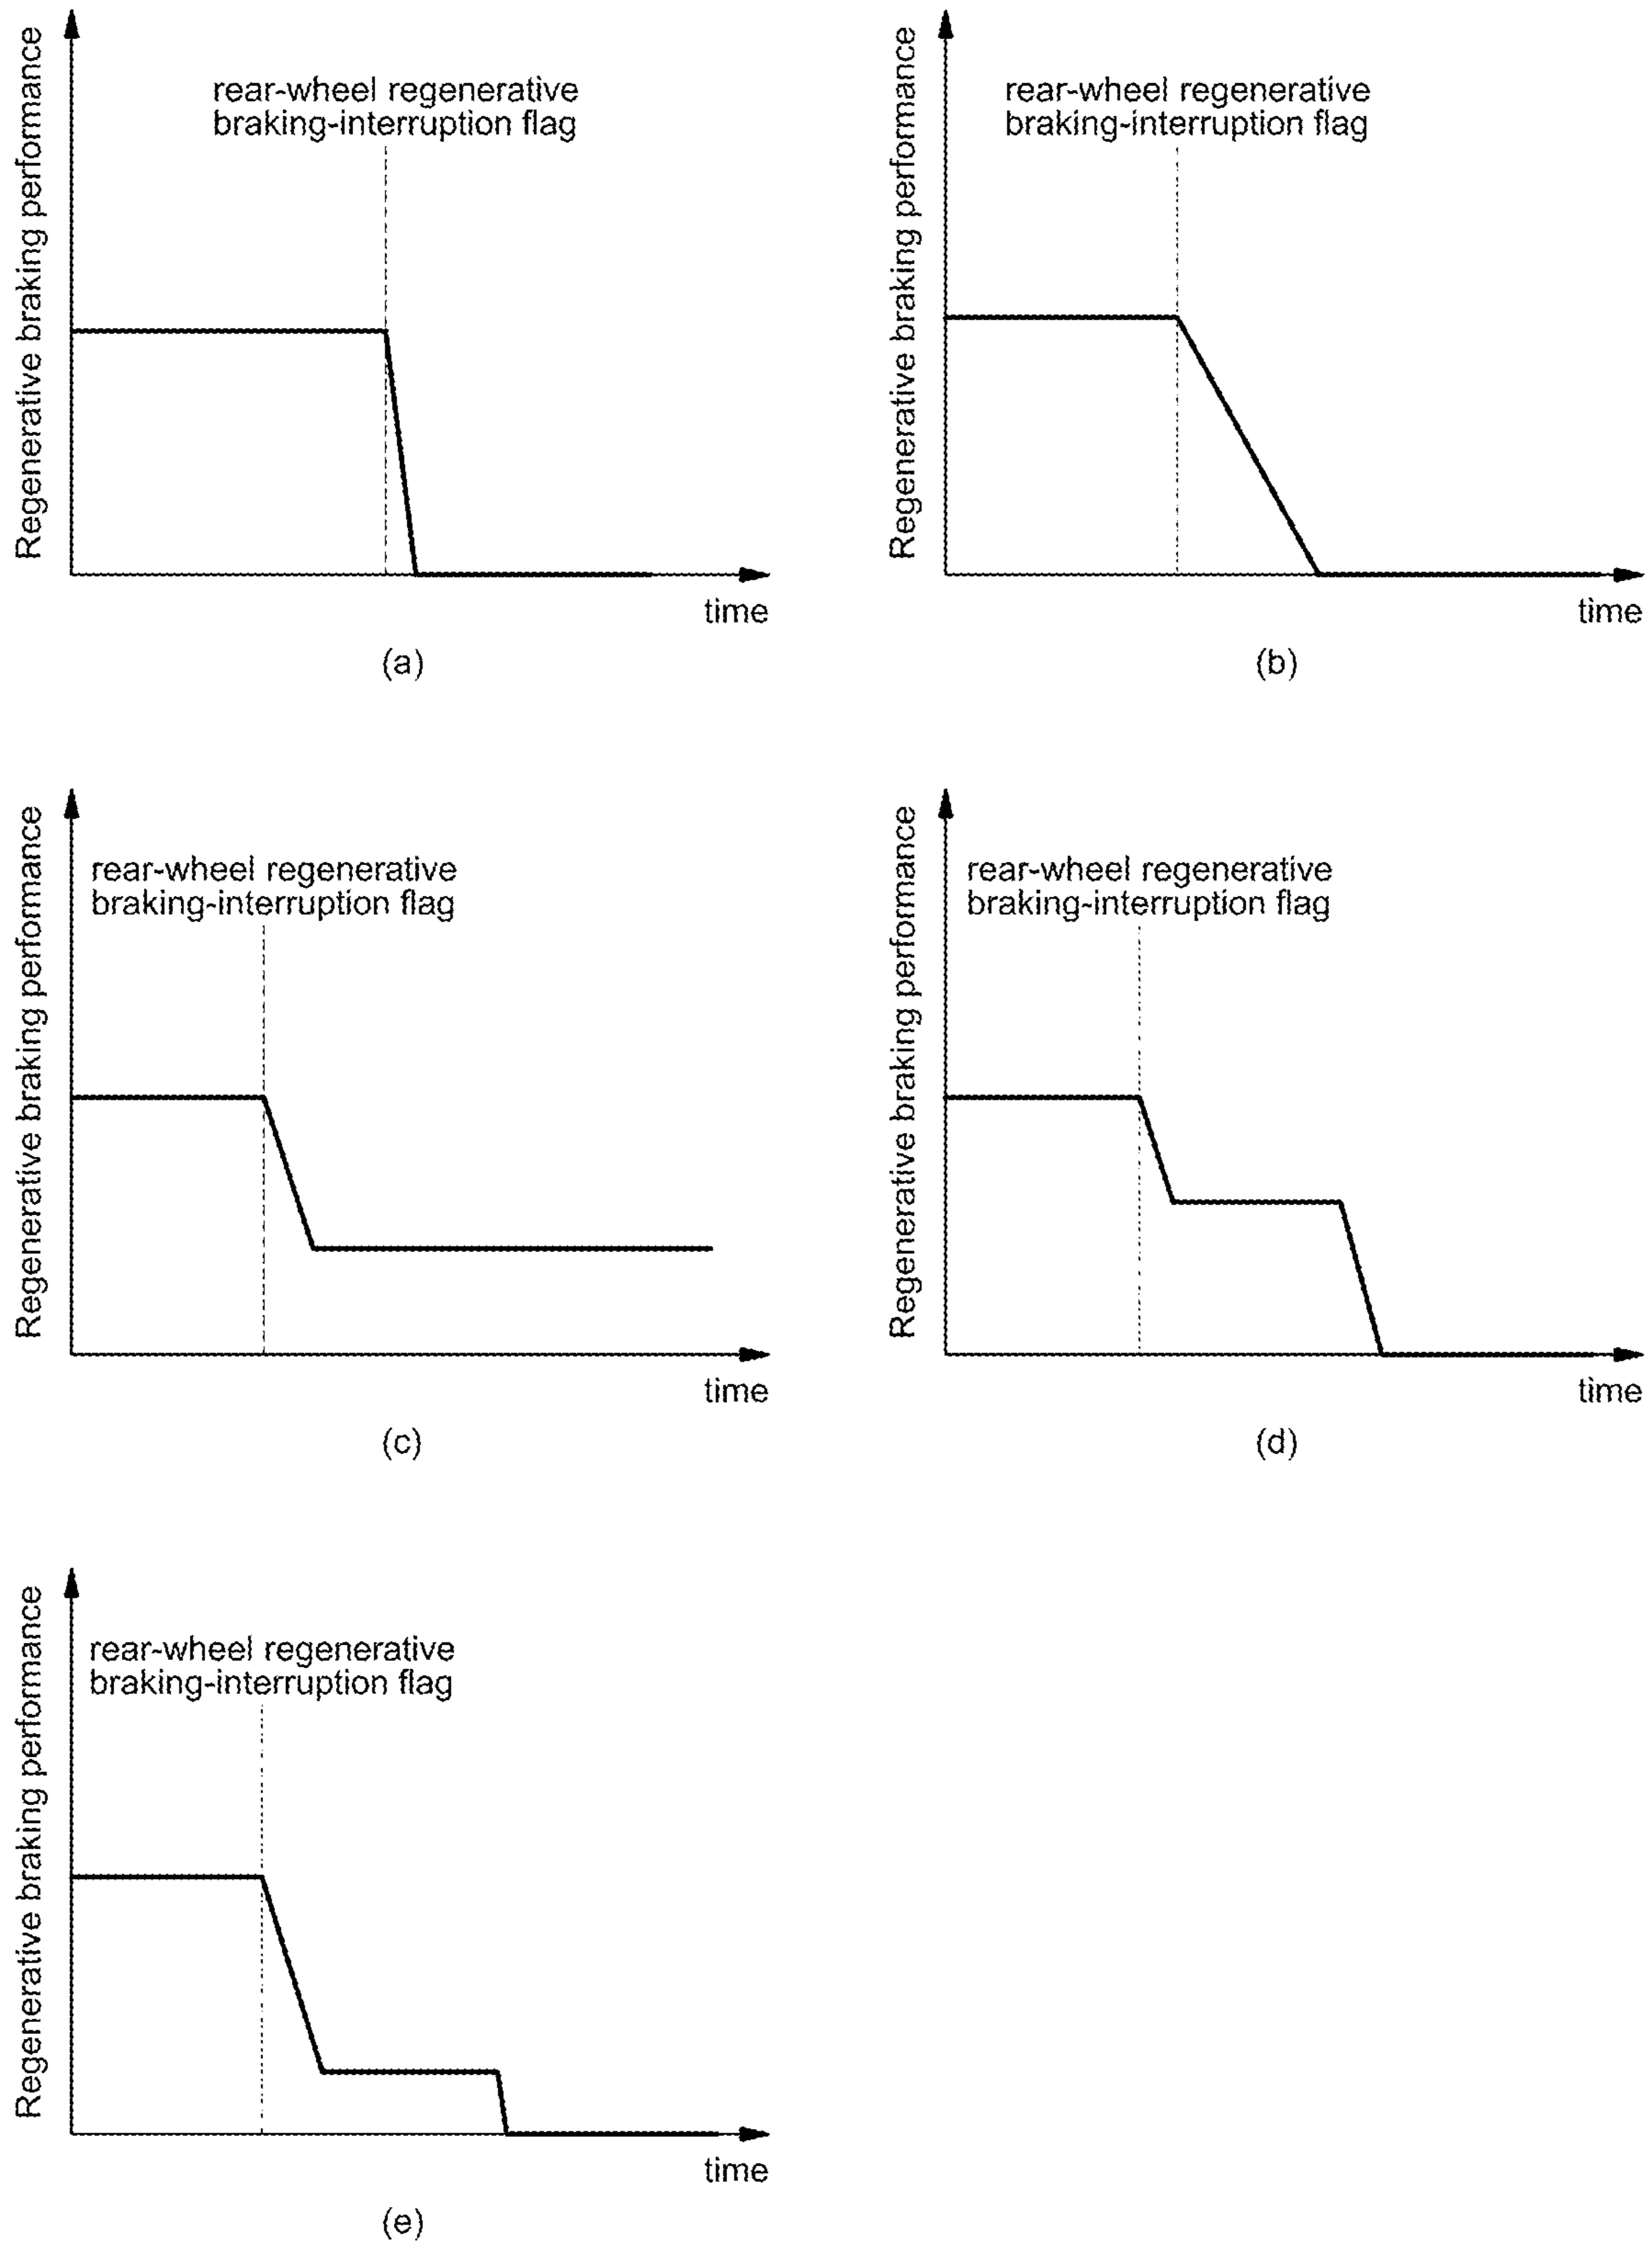 Regenerative braking performance
rear-wheel regenerative
braking-interruption flag
time
(a)
Regenerative braking performance
rear-wheel regenerative
braking-interruption flag
time
(b)
Regenerative braking performance
rear-wheel regenerative
braking-interruption flag
time
(c)
Regenerative braking performance
rear-wheel regenerative
braking-interruption flag
time
(d)
Regenerative braking performance
rear-wheel regenerative
braking-interruption flag
time
(e)